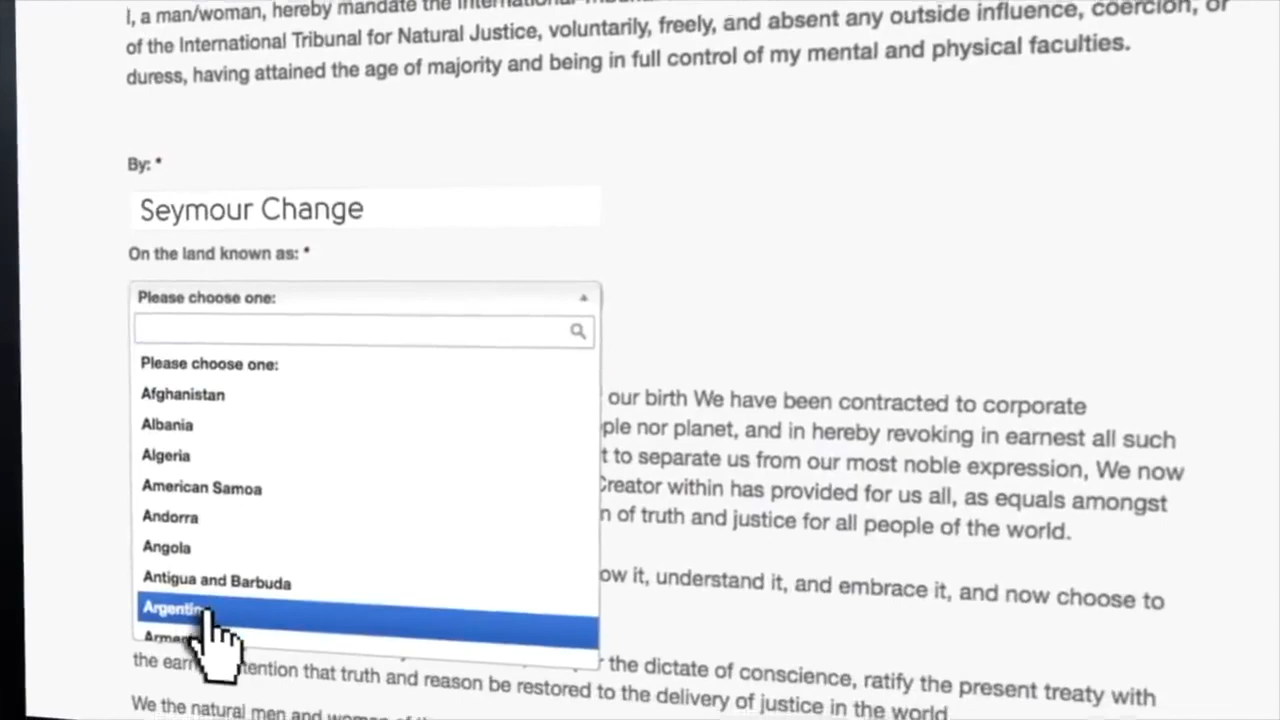 I, a man/woman, hereby mandate the
of the International Tribunal for Natural Justice, voluntarily, freely, and absent any outside influence, coercion, or
duress, having attained the age of majority and being in full control of my mental and physical faculties.
By: *
Seymour Change
On the land known as: *
Please choose one:
Please choose one:
Afghanistan
Albania
Algeria
our birth We have been contracted to corporate
nor planet, and in hereby revoking in earnest all such
to separate us from our most noble expression, We now
American Samoa
Creator within has provided for us all, as equals amongst
Andorra
of truth and justice for all people of the world.
Angola
Antigua and Barbuda
it, understand it, and embrace it, and now choose to
Argentin
the dictate of conscience, ratify the present treaty with
the that truth and reason be restored to the delivery of justice in the world
We the natural men and